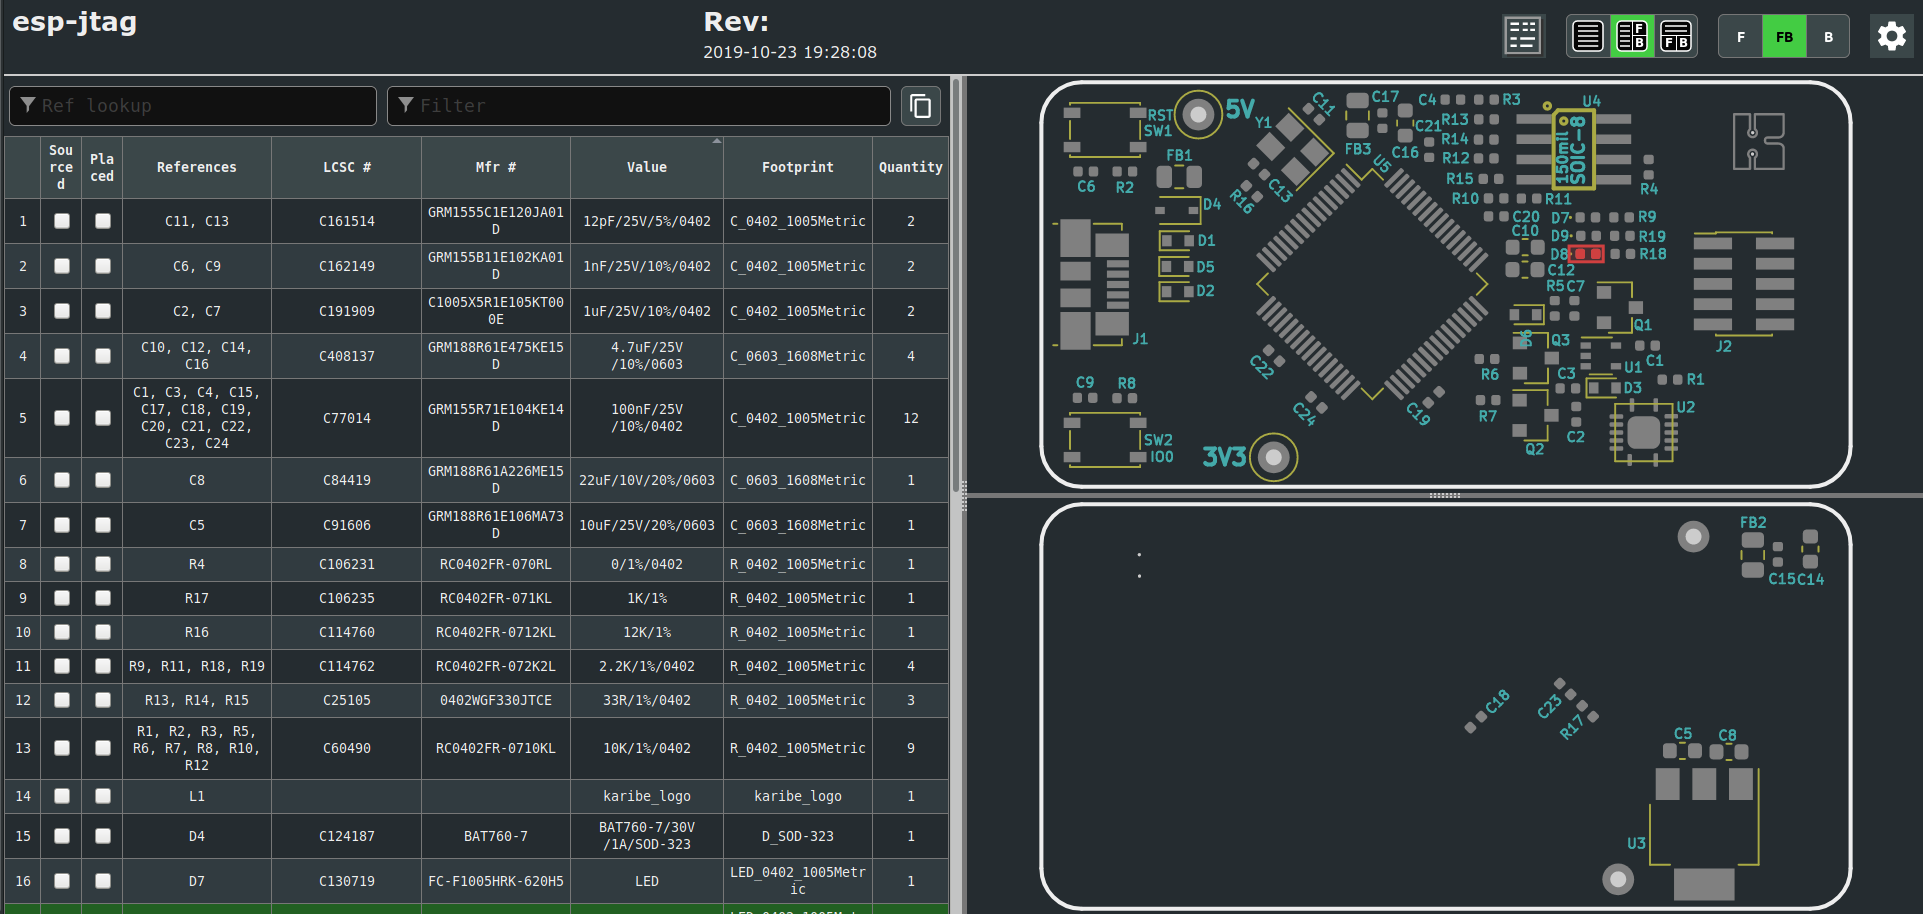 esp-jtag
Rev:
2019-10-23 19:28:08
F
B
F B
F FB B
Ref lookup
Filter
Sourced Placed References LCSC # Mfr # Value Footprint Quantity
1 C11, C13 C161514 GRM1555C1E120JA01D 12pF/25V/5%/0402 C_0402_1005Metric 2
2 C6, C9 C162149 GRM155B11E102KA01D 1nF/25V/10%/0402 C_0402_1005Metric 2
3 C2, C7 C191909 C1005X5R1E105KT000E 1uF/25V/10%/0402 C_0402_1005Metric 2
4 C10, C12, C14, C16 C408137 GRM188R61E475KE15D 4.7uF/25V/10%/0603 C_0603_1608Metric 4
5 C1, C3, C4, C15, C17, C18, C19, C20, C21, C22, C23, C24 C77014 GRM155R71E104KE14D 100nF/25V/10%/0402 C_0402_1005Metric 12
6 C8 C84419 GRM188R61A226ME15D 22uF/10V/20%/0603 C_0603_1608Metric 1
7 C5 C91606 GRM188R61E106MA73D 10uF/25V/20%/0603 C_0603_1608Metric 1
8 R4 C106231 RC0402FR-070RL 0/1%/0402 R_0402_1005Metric 1
9 R17 C106235 RC0402FR-071KL 1K/1% R_0402_1005Metric 1
10 R16 C114760 RC0402FR-0712KL 12K/1% R_0402_1005Metric 1
11 R9, R11, R18, R19 C114762 RC0402FR-072K2L 2.2K/1%/0402 R_0402_1005Metric 4
12 R13, R14, R15 C25105 0402WGF330JTCE 33R/1%/0402 R_0402_1005Metric 3
13 R1, R2, R3, R5, R6, R7, R8, R10, R12 C60490 RC0402FR-0710KL 10K/1%/0402 R_0402_1005Metric 9
14 L1 karibe_logo karibe_logo 1
15 D4 C124187 BAT760-7 BAT760-7/30V/1A/SOD-323 D_SOD-323 1
16 D7 C130719 FC-F1005HRK-620H5 LED LED_0402_1005Metric 1
RST
SW1
5V
Y1
C11
C17
C4
R3
U4
C21
R13
R14
R12
R15
FB3
C16
U5
150mil
SOIC-8
R4
C6
R2
FB1
R16
C13
D4
R10
R11
C20
C10
D7
R9
D9
R19
D8
R18
C12
D1
D5
D2
J1
R5
C7
Q1
J2
D6
Q3
C1
U1
R6
C3
D3
R1
C22
C9
R8
C24
C19
R7
C2
U2
Q2
SW2
IO0
3V3
FB2
C15
C14
C18
C23
R17
C5
C8
U3